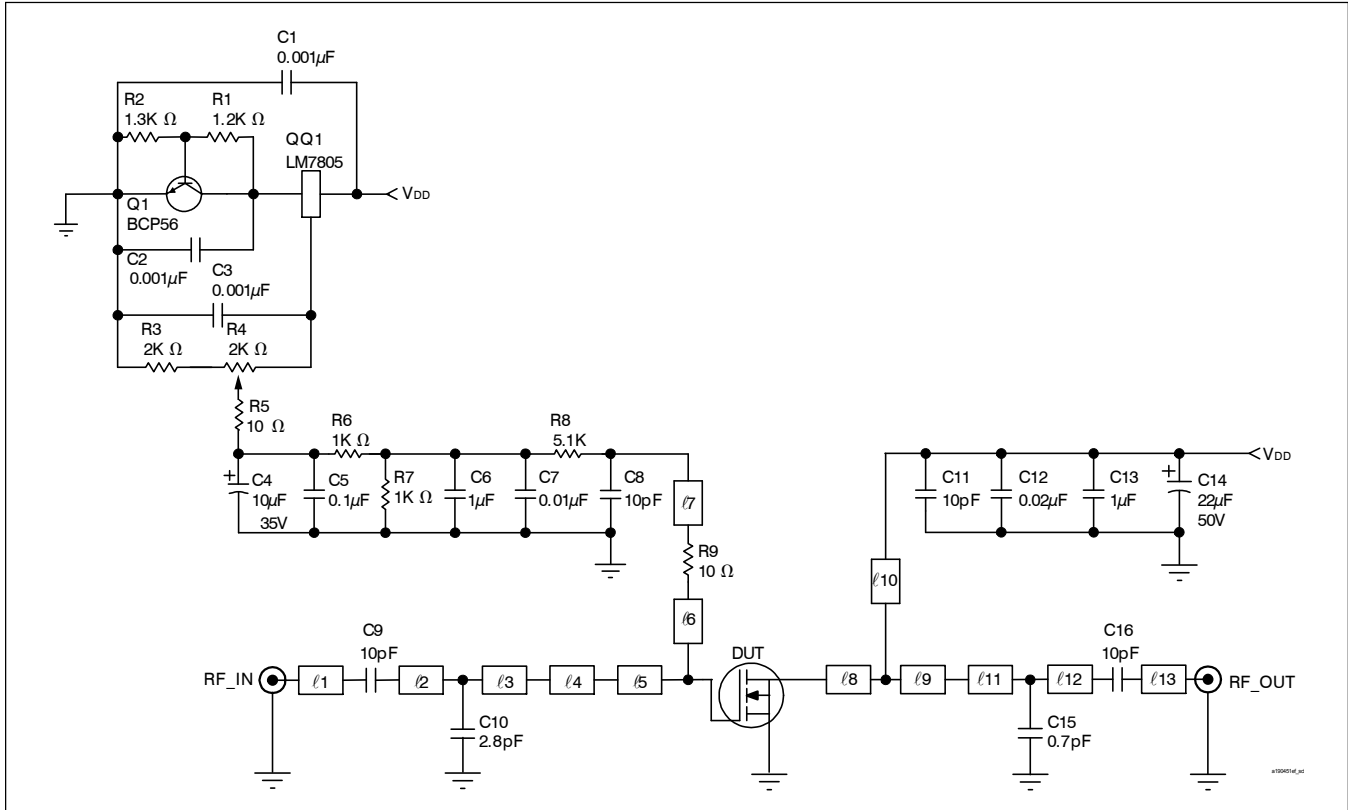 C1
0.001µF
R2
1.3K Ω
R1
1.2K Ω
QQ1
LM7805
VDD
Q1
BCP56
C2
0.001µF
C3
0.001µF
R3
2K Ω
R4
2K Ω
R5
10 Ω
R6
1K Ω
R8
5.1K
C4
10µF
35V
C5
0.1µF
R7
1K Ω
C6
1µF
C7
0.01µF
C8
10pF
ℓ7
R9
10 Ω
ℓ6
VDD
C11
10pF
C12
0.02µF
C13
1µF
C14
22µF
50V
ℓ10
RF_IN
ℓ1
C9
10pF
ℓ2
C10
2.8pF
ℓ3
ℓ4
ℓ5
DUT
ℓ8
ℓ9
ℓ11
C15
0.7pF
ℓ12
C16
10pF
ℓ13
RF_OUT